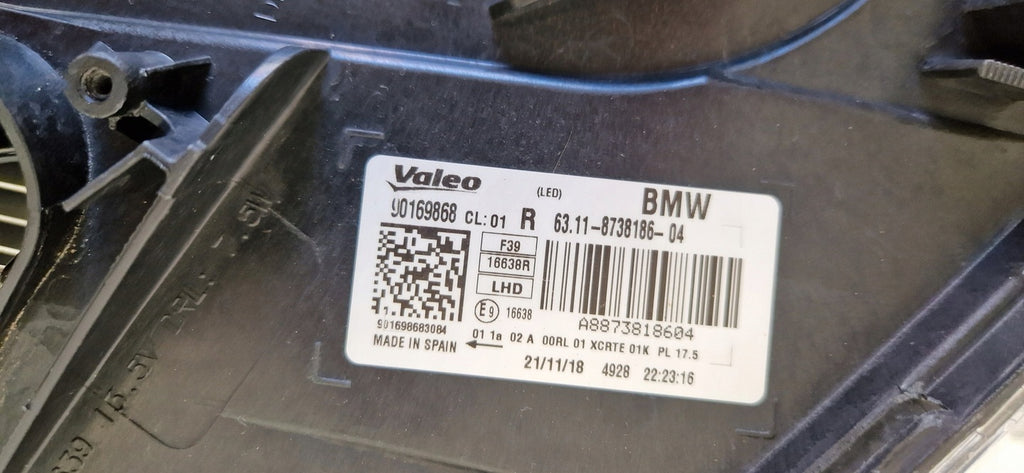 Valeo (LED) BMW
90169868 CL:01 R 63.11-8738186-04
F39
16638R
LHD
E9 16638
A8873818604
901698683084
01 1a 02 A 00RL 01 XCRTE 01K PL 17.5
MADE IN SPAIN
21/11/18 4928 22:23:16